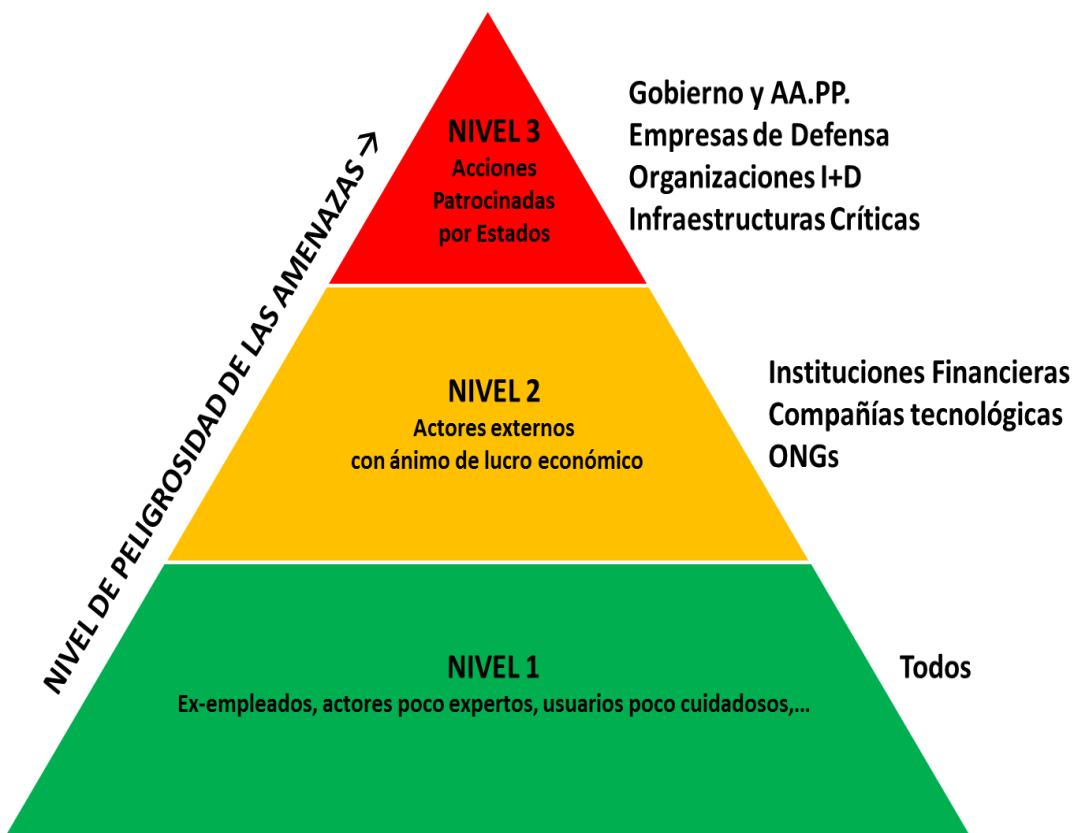 NIVEL DE PELIGROSIDAD DE LAS AMENAZAS →
NIVEL 3
Acciones
Patrocinadas
por Estados
Gobierno y AA.PP.
Empresas de Defensa
Organizaciones I+D
Infraestructuras Críticas
NIVEL 2
Actores externos
con ánimo de lucro económico
Instituciones Financieras
Compañías tecnológicas
ONGs
NIVEL 1
Ex-empleados, actores poco expertos, usuarios poco cuidadosos,...
Todos